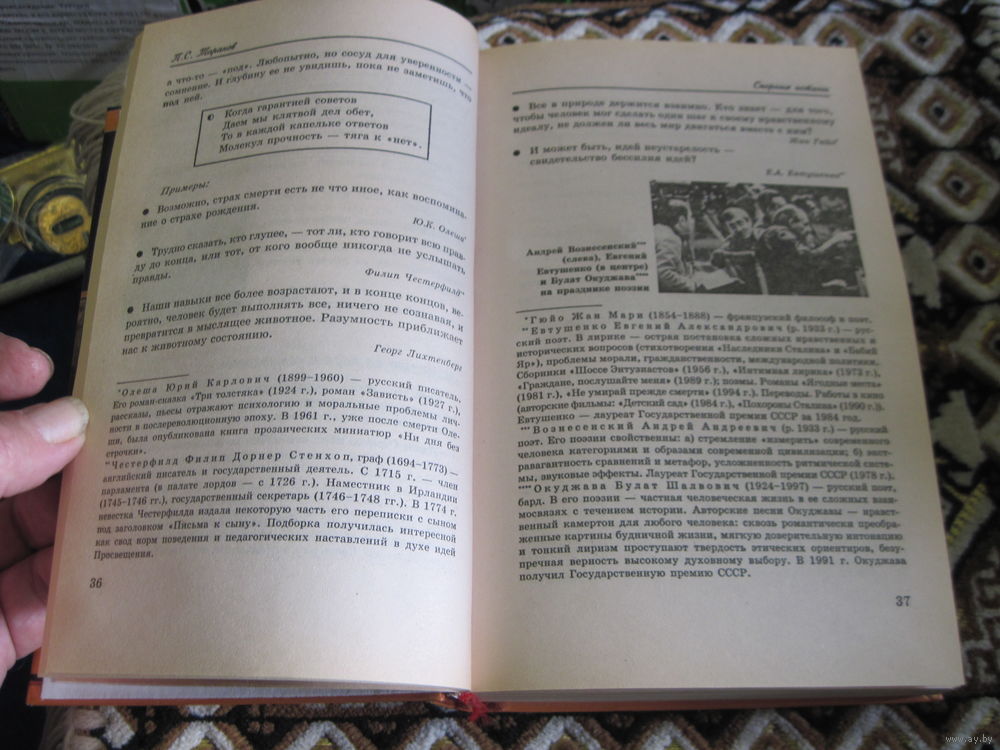 П.С. Таранов
а что-то — «под». Любопытно, но сосуд для уверенности —
сомнение. И глубину ее не увидишь, пока не заметишь, что
под ней.
Когда гарантией советов
Даем мы клятвой дел обет,
То в каждой капельке ответов
Молекул прочность — тяга к «нет».
Примеры:
● Возможно, страх смерти есть не что иное, как воспомина-
ние о страхе рождения.
Ю.К. Олеша*
● Трудно сказать, кто глупее, — тот ли, кто говорит всю прав-
ду до конца, или тот, от кого вообще никогда не услышать
правды.
Филип Честерфилд**
● Наши навыки все более возрастают, и в конце концов, ве-
роятно, человек будет выполнять все, ничего не сознавая, и
превратится в мыслящее животное. Разумность приближает
нас к животному состоянию.
Георг Лихтенберг
*Олеша Юрий Карлович (1899–1960) — русский писатель.
Его роман-сказка «Три толстяка» (1924 г.), роман «Зависть» (1927 г.),
рассказы, пьесы отражают психологию и моральные проблемы лич-
ности в послереволюционную эпоху. В 1961 г., уже после смерти Оле-
ши, была опубликована книга прозаических миниатюр «Ни дня без
строчки».
**Честерфилд Филип Дормер Стенхоп, граф (1694–1773) —
английский писатель и государственный деятель. С 1715 г. — член
парламента (в палате лордов — с 1726 г.). Наместник в Ирландии
(1745–1746 гг.), государственный секретарь (1746–1748 гг.). В 1774 г.
невестка Честерфилда издала некоторую часть его переписки с сыном
под заголовком «Письма к сыну». Подборка получилась интересной
как свод норм поведения и педагогических наставлений в духе идей
Просвещения.
36
● Все в природе держится взаимно. Кто знает — для того,
чтобы человек мог сделать один шаг к своему нравственному
идеалу, не должен ли весь мир двигаться вместе с ним?
Жан Гюйо*
● И может быть, идей неустарелость —
свидетельство бессилия идей?
Е.А. Евтушенко**
Андрей Вознесенский***
(слева), Евгений
Евтушенко (в центре)
и Булат Окуджава****
на празднике поэзии
*Гюйо Жан Мари (1854–1888) — французский философ и поэт.
**Евтушенко Евгений Александрович (р. 1933 г.) — рус-
ский поэт. В лирике — острая постановка сложных нравственных и
исторических вопросов (стихотворения «Наследники Сталина» и «Бабий
Яр»), проблемы морали, гражданственности, международной политики.
Сборники «Шоссе Энтузиастов» (1956 г.), «Интимная лирика» (1973 г.),
«Граждане, послушайте меня» (1989 г.); поэмы. Романы «Ягодные места»
(1981 г.), «Не умирай прежде смерти» (1994 г.). Переводы. Работы в кино
(авторские фильмы: «Детский сад» (1984 г.), «Похороны Сталина» (1990 г.)).
Евтушенко — лауреат Государственной премии СССР за 1984 год.
***Вознесенский Андрей Андреевич (р. 1933 г.) — русский
поэт. Его поэзии свойственны: а) стремление «измерить» современного
человека категориями и образами современной цивилизации; б) экст-
равагантность сравнений и метафор, усложненность ритмической систе-
мы, звуковые эффекты. Лауреат Государственной премии СССР (1978 г.).
****Окуджава Булат Шалвович (1924–1997) — русский поэт,
бард. В его поэзии — частная человеческая жизнь в ее сложных взаи-
мосвязях с течением истории. Авторские песни Окуджавы — нравст-
венный камертон для любого человека: сквозь романтически преобра-
женные картины будничной жизни, мягкую доверительную интонацию
и тонкий лиризм проступают твердость этических ориентиров, безу-
пречная верность высокому духовному выбору. В 1991 г. Окуджава
получил Государственную премию СССР.
37
www.ay.by